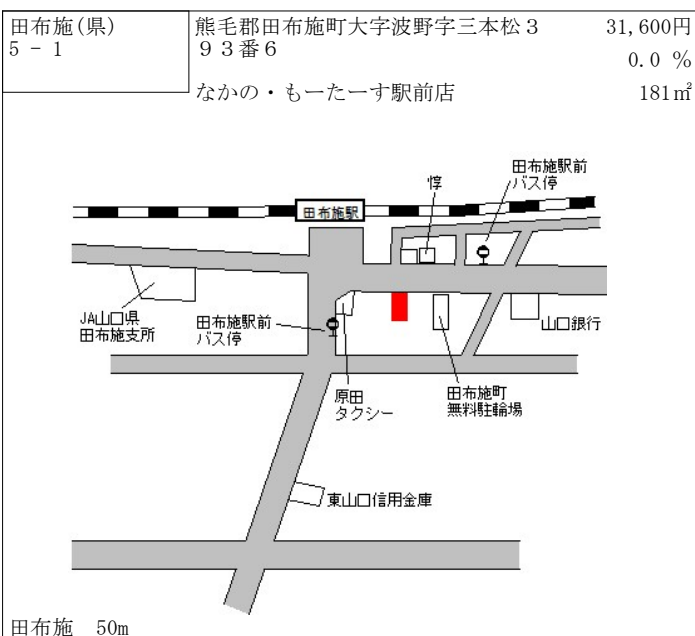 田布施(県)
5 - 1
熊毛郡田布施町大字波野字三本松３
９３番６
なかの・もーたーす駅前店
31,600円
0.0 %
181㎡
田布施駅
惇
田布施駅前
バス停
JA山口県
田布施支所
田布施駅前
バス停
原田
タクシー
田布施町
無料駐輪場
山口銀行
東山口信用金庫
田布施　50m